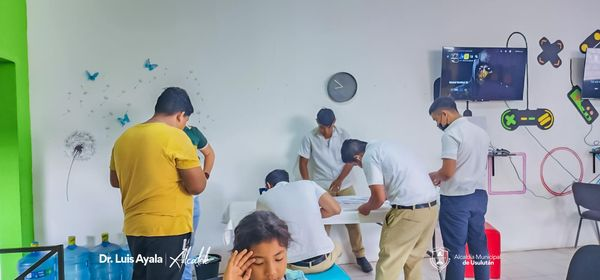 Dr. Luis Ayala
Alcalde
Alcaldía Municipal
de Usulután